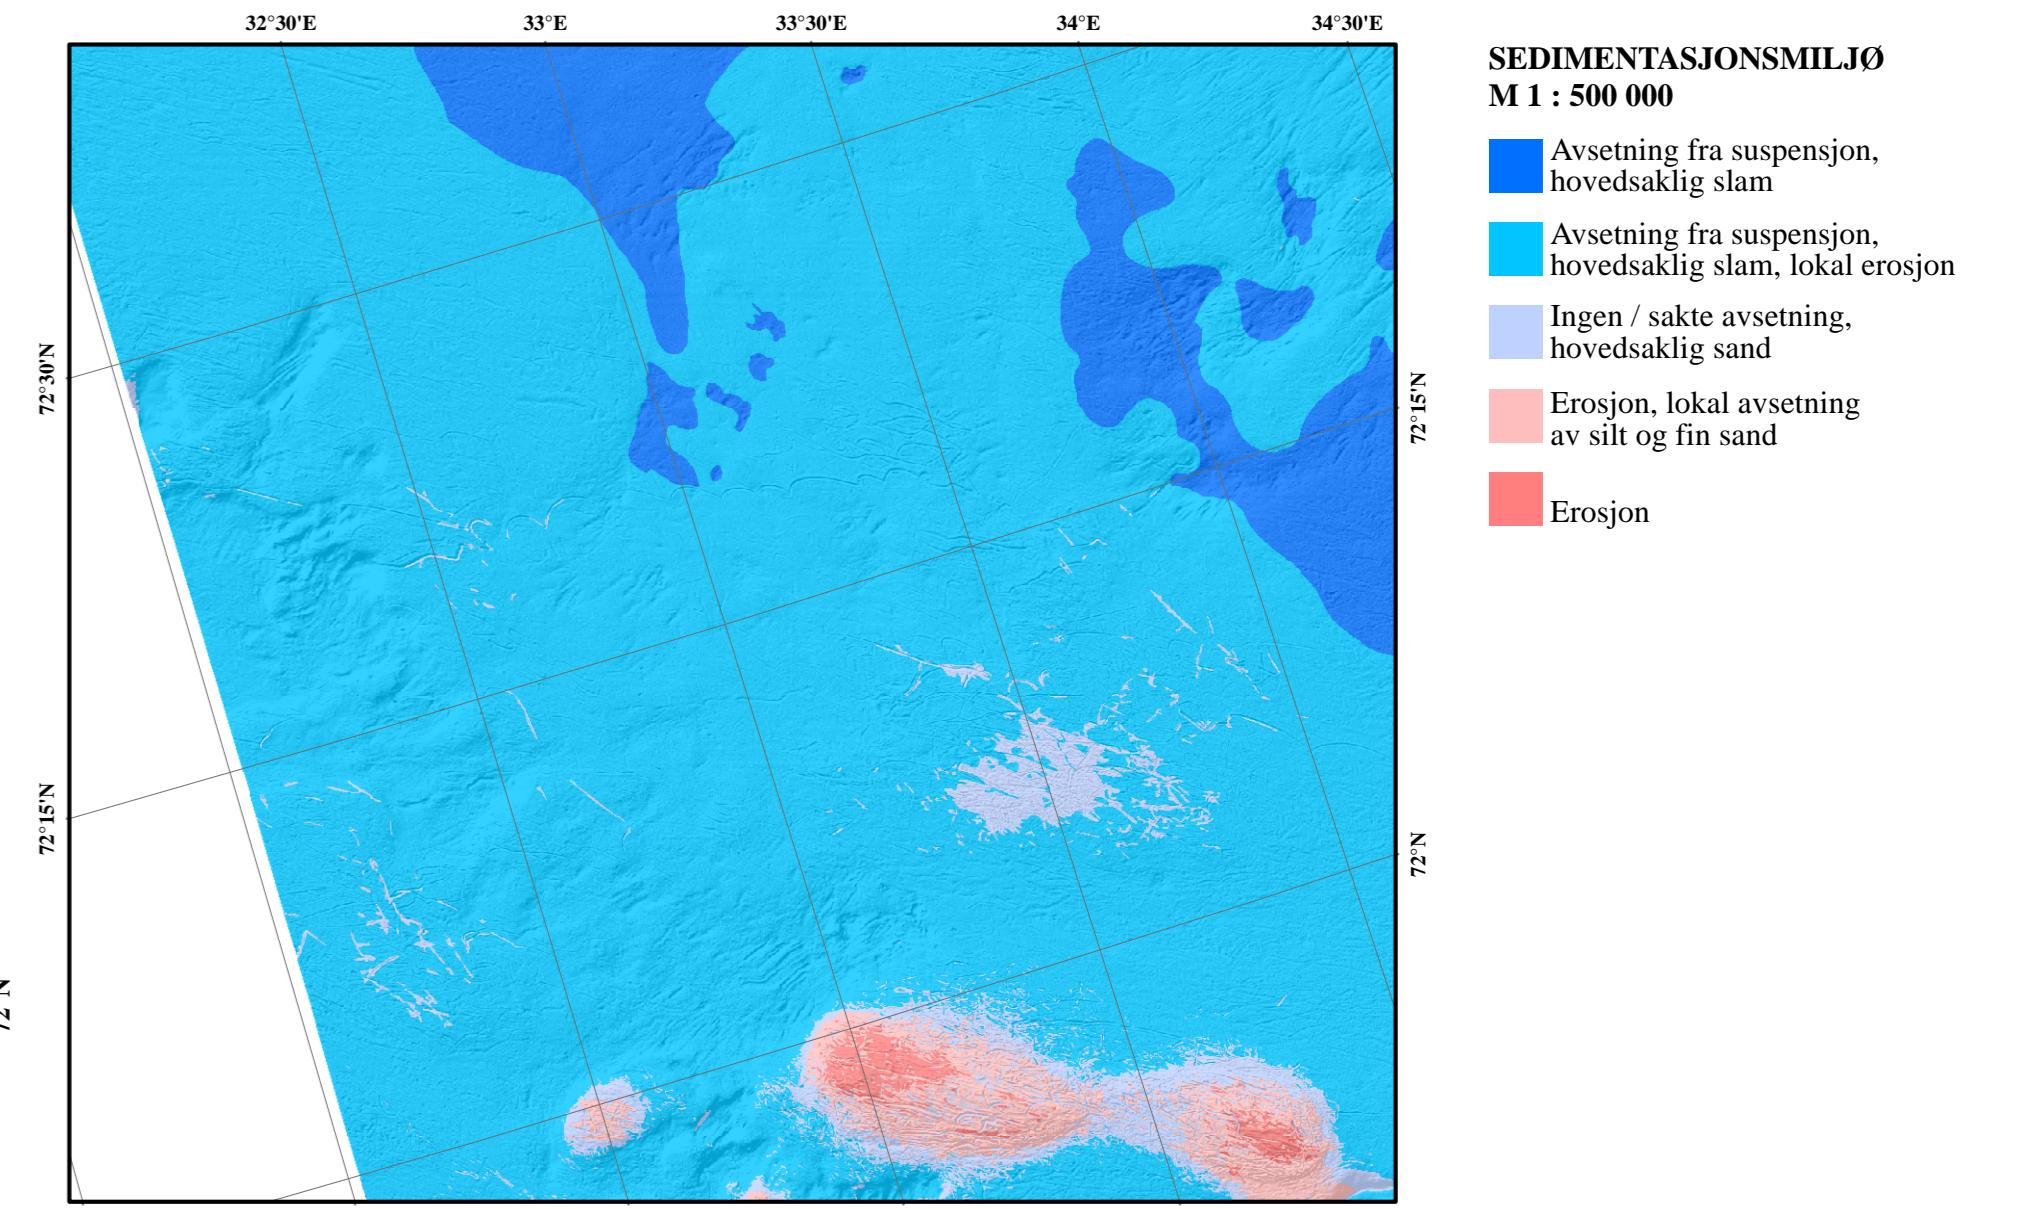 32°30'E 33°E 33°30'E 34°E 34°30'E
72°30'N
72°15'N
72°N
72°15'N
72°N
SEDIMENTASJONSMILJØ
M 1 : 500 000
Avsetning fra suspensjon,
hovedsaklig slam
Avsetning fra suspensjon,
hovedsaklig slam, lokal erosjon
Ingen / sakte avsetning,
hovedsaklig sand
Erosjon, lokal avsetning
av silt og fin sand
Erosjon